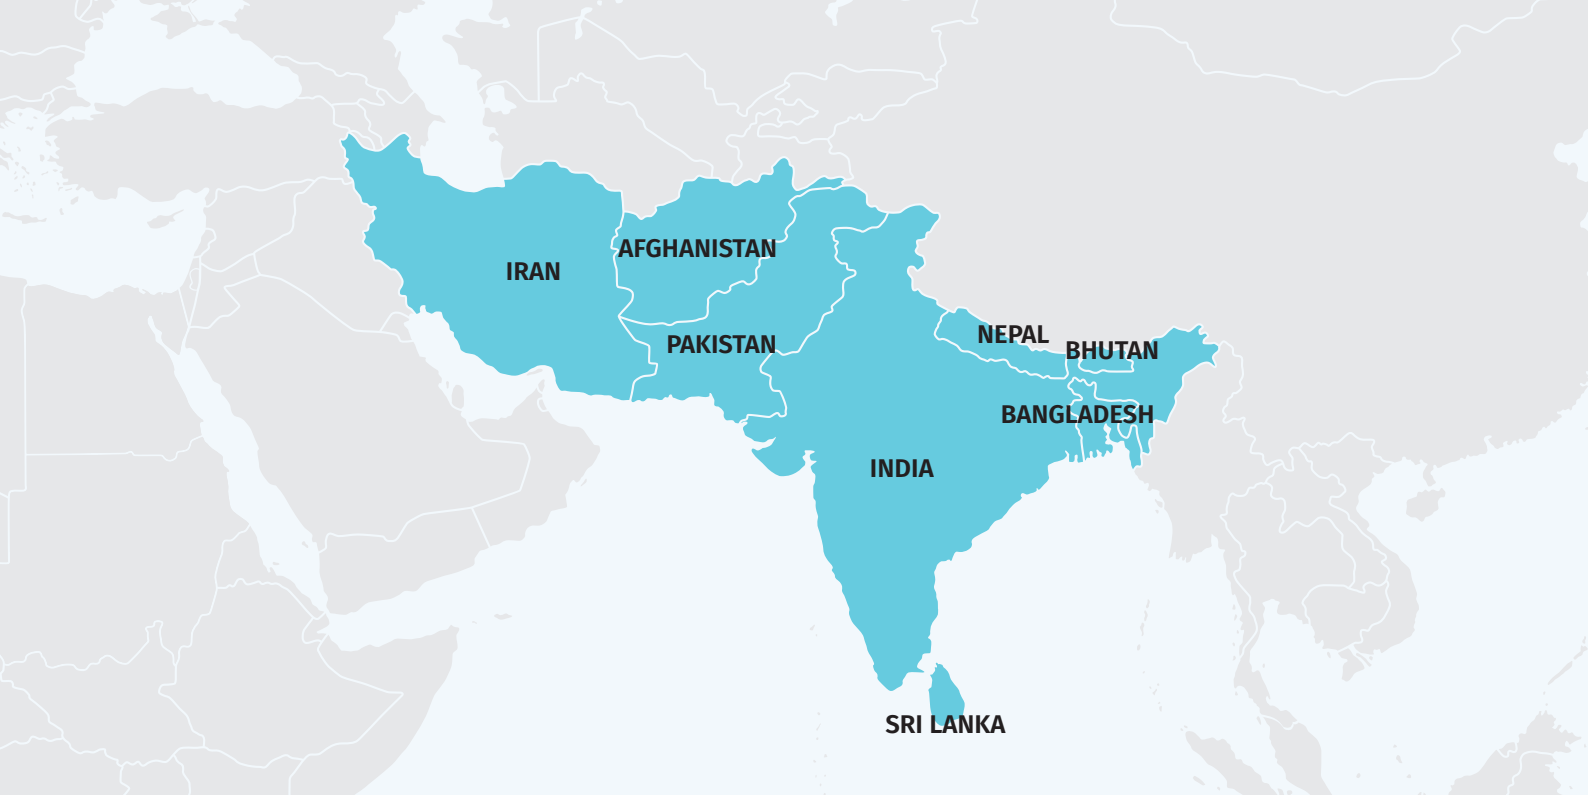 AFGHANISTAN
IRAN
NEPAL
PAKISTAN
BHUTAN
BANGLADESH
INDIA
SRI LANKA